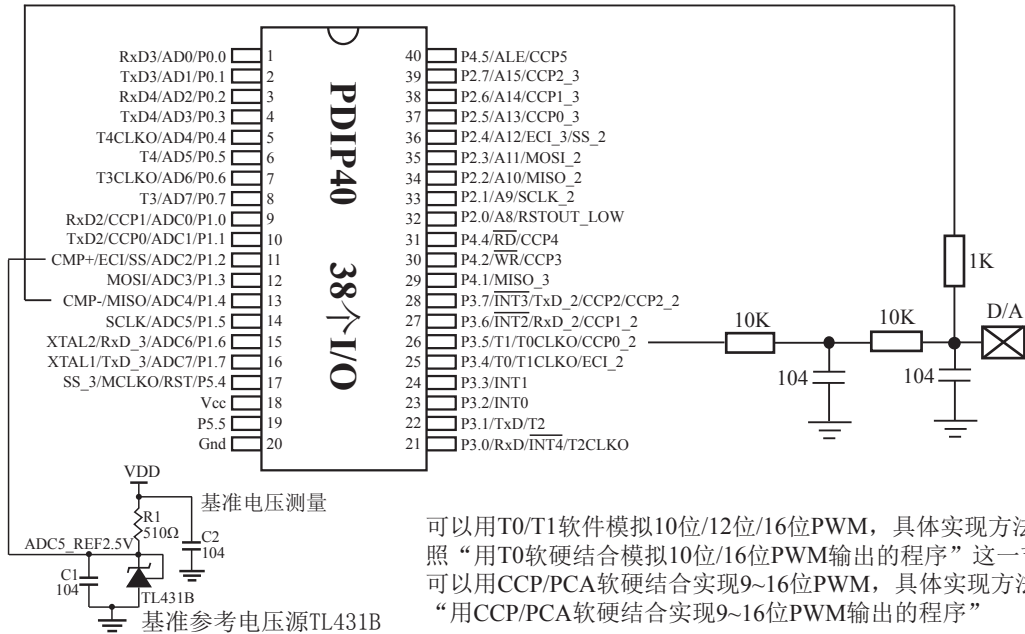 RxD3/AD0/P0.0 1
TxD3/AD1/P0.1 2
RxD4/AD2/P0.2 3
TxD4/AD3/P0.3 4
T4CLKO/AD4/P0.4 5
T4/AD5/P0.5 6
T3CLKO/AD6/P0.6 7
T3/AD7/P0.7 8
RxD2/CCP1/ADC0/P1.0 9
TxD2/CCP0/ADC1/P1.1 10
CMP+/ECI/SS/ADC2/P1.2 11
MOSI/ADC3/P1.3 12
CMP-/MISO/ADC4/P1.4 13
SCLK/ADC5/P1.5 14
XTAL2/RxD_3/ADC6/P1.6 15
XTAL1/TxD_3/ADC7/P1.7 16
SS_3/MCLKO/RST/P5.4 17
Vcc 18
P5.5 19
Gnd 20
PDIP40 38个I/O
40 P4.5/ALE/CCP5
39 P2.7/A15/CCP2_3
38 P2.6/A14/CCP1_3
37 P2.5/A13/CCP0_3
36 P2.4/A12/ECI_3/SS_2
35 P2.3/A11/MOSI_2
34 P2.2/A10/MISO_2
33 P2.1/A9/SCLK_2
32 P2.0/A8/RSTOUT_LOW
31 P4.4/RD/CCP4
30 P4.2/WR/CCP3
29 P4.1/MISO_3
28 P3.7/INT3/TxD_2/CCP2/CCP2_2
27 P3.6/INT2/RxD_2/CCP1_2
26 P3.5/T1/T0CLKO/CCP0_2
25 P3.4/T0/T1CLKO/ECI_2
24 P3.3/INT1
23 P3.2/INT0
22 P3.1/TxD/T2
21 P3.0/RxD/INT4/T2CLKO
1K
10K
10K
D/A
104
104
VDD
基准电压测量
R1
510Ω
C2
104
ADC5_REF2.5V
C1
104
TL431B
基准参考电压源TL431B
可以用T0/T1软件模拟10位/12位/16位PWM，具体实现方法
照“用T0软硬结合模拟10位/16位PWM输出的程序”这一
可以用CCP/PCA软硬结合实现9~16位PWM，具体实现方法
“用CCP/PCA软硬结合实现9~16位PWM输出的程序”